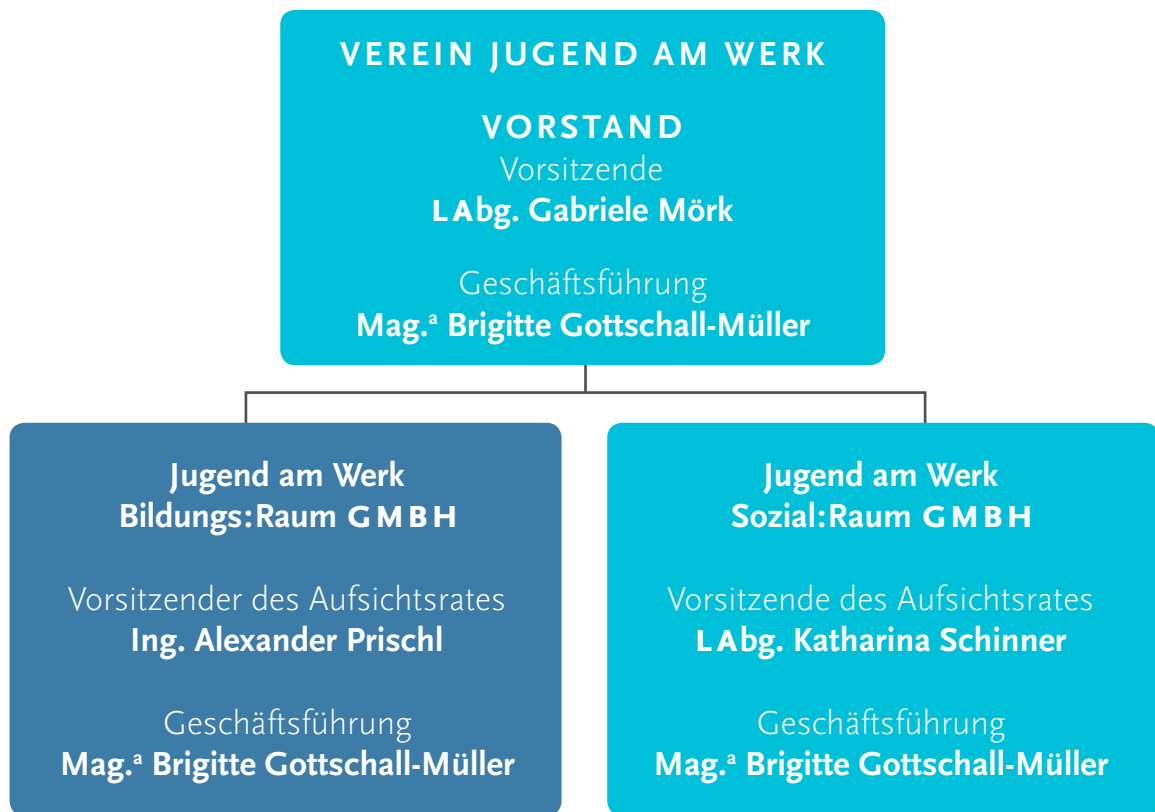 VEREIN JUGEND AM WERK
VORSTAND
Vorsitzende
LAbg. Gabriele Mörk
Geschäftsführung
Mag.ª Brigitte Gottschall-Müller
Jugend am Werk
Bildungs:Raum GMBH
Vorsitzender des Aufsichtsrates
Ing. Alexander Prischl
Geschäftsführung
Mag.ª Brigitte Gottschall-Müller
Jugend am Werk
Sozial:Raum GMBH
Vorsitzende des Aufsichtsrates
LAbg. Katharina Schinner
Geschäftsführung
Mag.ª Brigitte Gottschall-Müller